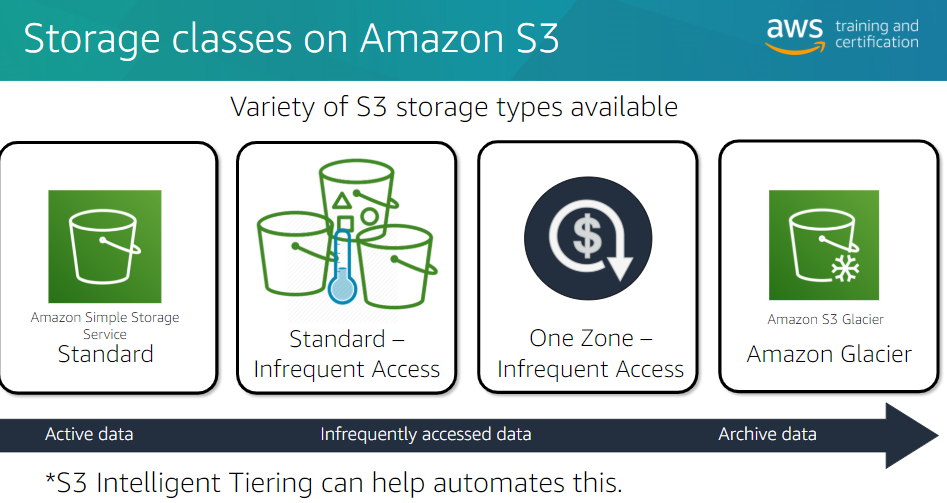 Storage classes on Amazon S3
aws training and
certification
Variety of S3 storage types available
Amazon Simple Storage
Service
Standard
Standard –
Infrequent Access
$
One Zone –
Infrequent Access
Amazon S3 Glacier
Amazon Glacier
Active data
Infrequently accessed data
Archive data
*S3 Intelligent Tiering can help automates this.